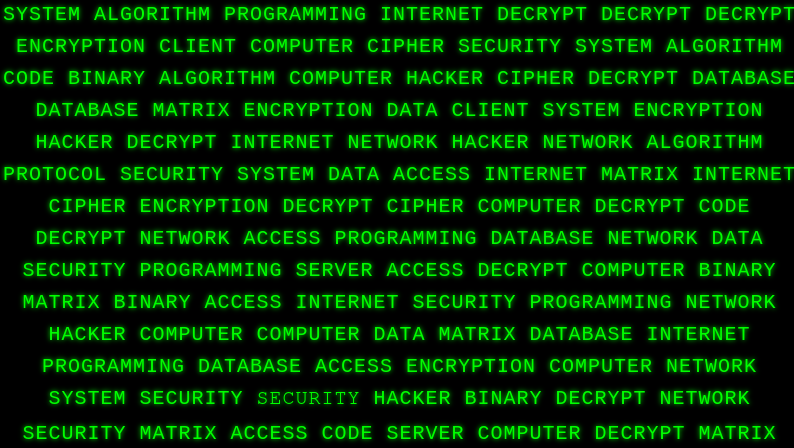 SYSTEM ALGORITHM PROGRAMMING INTERNET DECRYPT DECRYPT DECRYPT
ENCRYPTION CLIENT COMPUTER CIPHER SECURITY SYSTEM ALGORITHM
CODE BINARY ALGORITHM COMPUTER HACKER CIPHER DECRYPT DATABASE
DATABASE MATRIX ENCRYPTION DATA CLIENT SYSTEM ENCRYPTION
HACKER DECRYPT INTERNET NETWORK HACKER NETWORK ALGORITHM
PROTOCOL SECURITY SYSTEM DATA ACCESS INTERNET MATRIX INTERNET
CIPHER ENCRYPTION DECRYPT CIPHER COMPUTER DECRYPT CODE
DECRYPT NETWORK ACCESS PROGRAMMING DATABASE NETWORK DATA
SECURITY PROGRAMMING SERVER ACCESS DECRYPT COMPUTER BINARY
MATRIX BINARY ACCESS INTERNET SECURITY PROGRAMMING NETWORK
HACKER COMPUTER COMPUTER DATA MATRIX DATABASE INTERNET
PROGRAMMING DATABASE ACCESS ENCRYPTION COMPUTER NETWORK
SYSTEM SECURITY SECURITY HACKER BINARY DECRYPT NETWORK
SECURITY MATRIX ACCESS CODE SERVER COMPUTER DECRYPT MATRIX